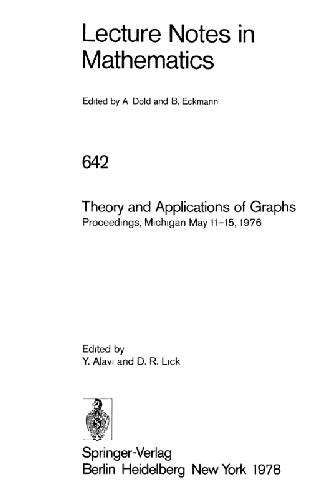 Lecture Notes in
Mathematics
Edited by A. Dold and B. Eckmann
642
Theory and Applications of Graphs
Proceedings, Michigan May 11–15, 1976
Edited by
Y. Alavi and D. R. Lick
Springer-Verlag
Berlin Heidelberg New York 1978